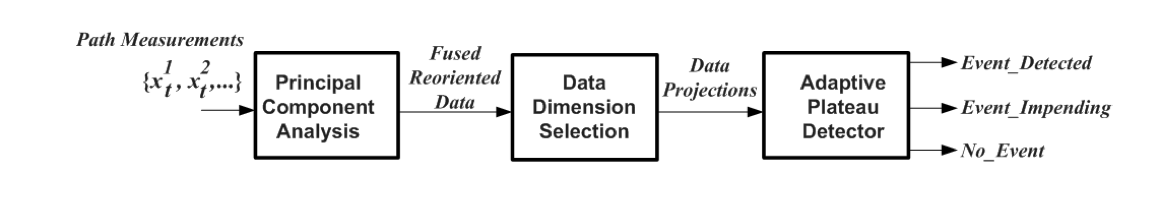 Path Measurements
{x_t^1, x_t^2,...}
Principal
Component
Analysis
Fused
Reoriented
Data
Data
Dimension
Selection
Data
Projections
Adaptive
Plateau
Detector
Event_Detected
Event_Impending
No_Event